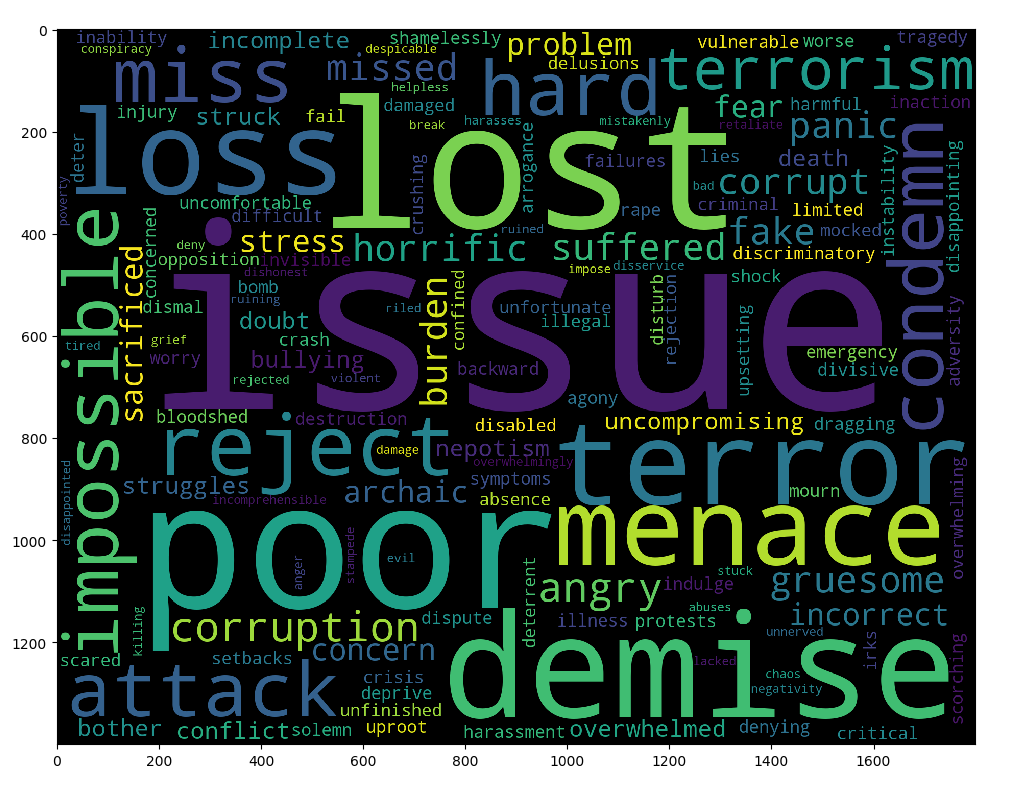 0
200
400
600
800
1000
1200
0
200
400
600
800
1000
1200
1400
1600
inability
conspiracy
incomplete
shamelessly
despicable
problem
delusions
vulnerable
worse
tragedy
miss
missed
helpless
hard
terrorism
injury
struck
fail
damaged
break
harasses
mistakenly
fear
retaliate
harmful
inaction
panic
deter
loss
lost
poverty
crushing
arrogance
failures
lies
death
bad
corrupt
instability
condemn
disappointing
uncomfortable
difficult
rape
criminal
limited
ruined
concerned
deny
stress
horrific
suffered
fake
mocked
opposition
invisible
dishonest
impose
disservice
discriminatory
impossible
sacrificed
issue
bomb
ruining
dismal
riled
burden
confined
unfortunate
illegal
disturb
rejection
shock
doubt
crash
grief
tired
worry
bullying
rejected
violent
backward
agony
upsetting
emergency
divisive
adversity
bloodshed
destruction
disabled
uncompromising
dragging
reject
damage
nepotism
overwhelmingly
terror
disappointed
struggles
incomprehensible
archaic
symptoms
absence
mourn
overwhelming
poor
anger
stampede
evil
menace
stuck
angry
indulge
gruesome
deterrent
abuses
incorrect
killing
corruption
dispute
illness
protests
unnerved
irks
scared
setbacks
concern
demise
lacked
chaos
negativity
scorching
attack
crisis
deprive
unfinished
bother
conflict
solemn
uproot
harassment
overwhelmed
denying
critical